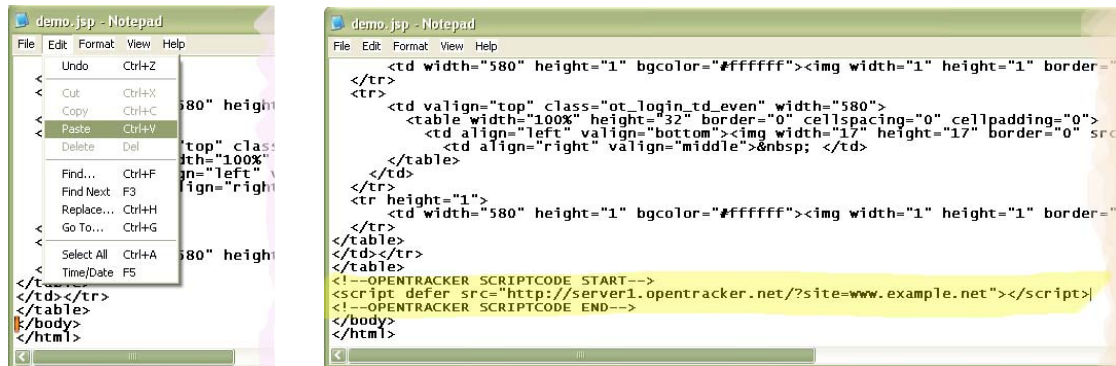 demo.jsp - Notepad
File Edit Format View Help
Undo Ctrl+Z
Cut Ctrl+X
Copy Ctrl+C
Paste Ctrl+V
Delete Del
Find... Ctrl+F
Find Next F3
Replace... Ctrl+H
Go To... Ctrl+G
Select All Ctrl+A
Time/Date F5
<
<
580" height
<
<
"top" class
"100%"
"left"
<
<
580" height
<
</td></tr>
</table>
</body>
</html>
demo.jsp - Notepad
File Edit Format View Help
<td width="580" height="1" bgcolor="#ffffff"><img width="1" height="1" border="
</tr>
<tr>
<td valign="top" class="ot_login_td_even" width="580">
<table width="100%" height="32" border="0" cellspacing="0" cellpadding="0">
<td align="left" valign="bottom"><img width="17" height="17" border="0" src
<td align="right" valign="middle">&nbsp; </td>
</table>
</td>
</tr>
<tr height="1">
<td width="580" height="1" bgcolor="#ffffff"><img width="1" height="1" border="
</tr>
</table>
</td></tr>
</table>
<!--OPENTRACKER SCRIPTCODE START-->
<script defer src="http://server1.opentracker.net/?site=www.example.net"></script>
<!--OPENTRACKER SCRIPTCODE END-->
</body>
</html>